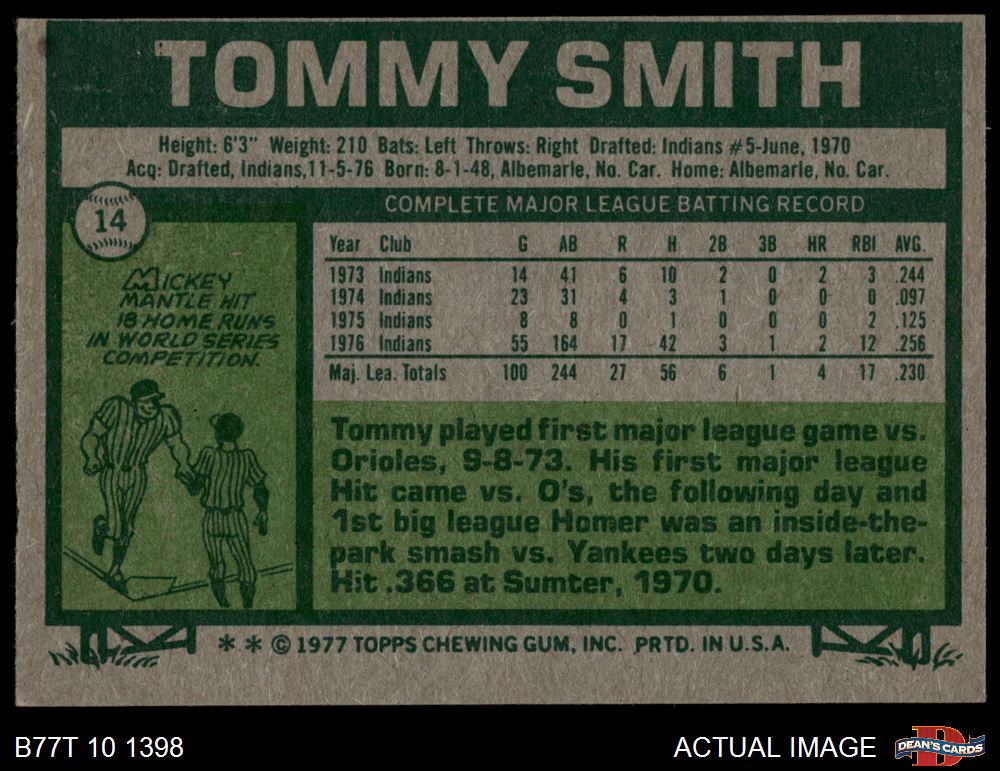 TOMMY SMITH
Height: 6'3" Weight: 210 Bats: Left Throws: Right Drafted: Indians #5-June, 1970
Acq: Drafted, Indians,11-5-76 Born: 8-1-48, Albemarle, No. Car. Home: Albemarle, No. Car.
14
COMPLETE MAJOR LEAGUE BATTING RECORD
Year Club G AB R H 2B 3B HR RBI AVG.
1973 Indians 14 41 6 10 2 0 2 3 .244
1974 Indians 23 31 4 3 1 0 0 0 .097
1975 Indians 8 8 0 1 0 0 0 2 .125
1976 Indians 55 164 17 42 3 1 2 12 .256
Maj. Lea. Totals 100 244 27 56 6 1 4 17 .230
MICKEY
MANTLE HIT
18 HOME RUNS
IN WORLD SERIES
COMPETITION.
Tommy played first major league game vs.
Orioles, 9-8-73. His first major league
Hit came vs. O's, the following day and
1st big league Homer was an inside-the-
park smash vs. Yankees two days later.
Hit .366 at Sumter, 1970.
* * © 1977 TOPPS CHEWING GUM, INC. PRTD. IN U.S.A.
B77T 10 1398
ACTUAL IMAGE
D
DEAN'S CARDS